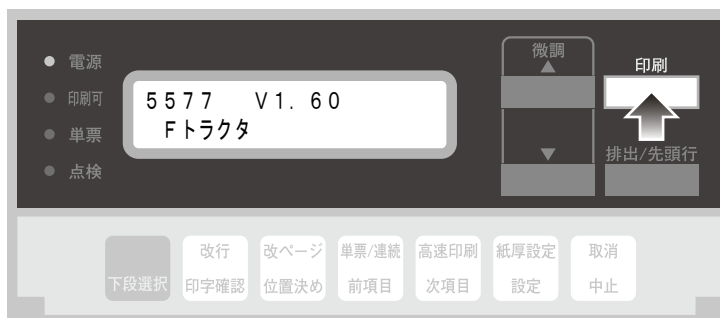 電源
印刷可
単票
点検
5577 V1.60
Fトラクタ
微調
▲
▼
印刷
排出/先頭行
下段選択
改行
印字確認
改ページ
位置決め
単票/連続
前項目
高速印刷
次項目
紙厚設定
設定
取消
中止